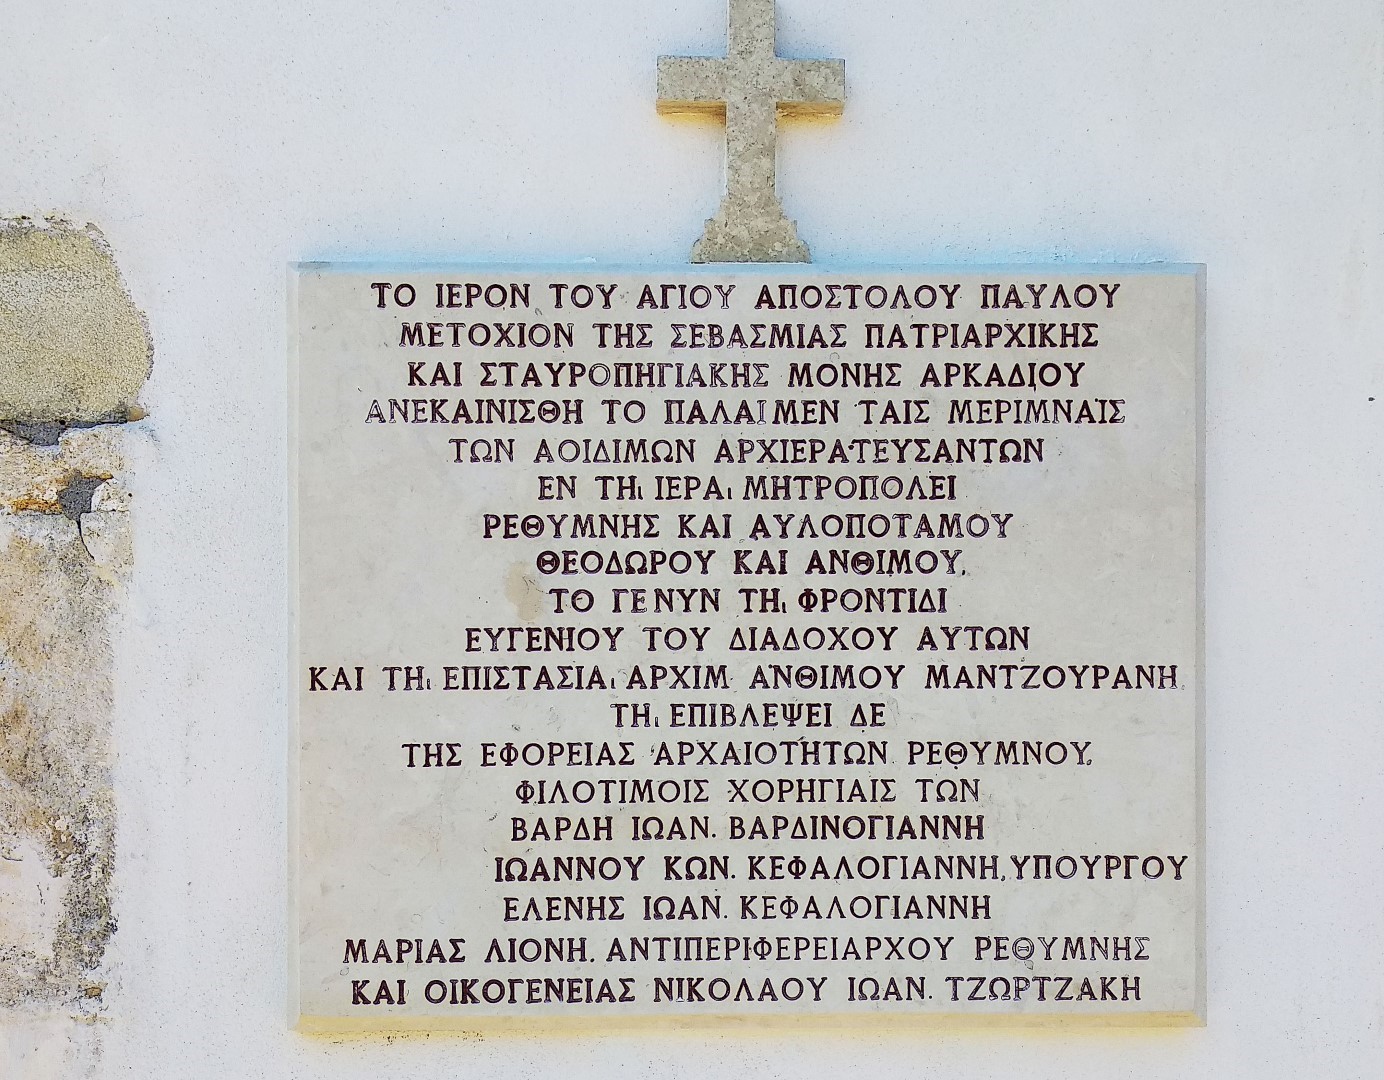 ΤΟ ΙΕΡΟΝ ΤΟΥ ΑΓΙΟΥ ΑΠΟΣΤΟΛΟΥ ΠΑΥΛΟΥ
ΜΕΤΟΧΙΟΝ ΤΗΣ ΣΕΒΑΣΜΙΑΣ ΠΑΤΡΙΑΡΧΙΚΗΣ
ΚΑΙ ΣΤΑΥΡΟΠΗΓΙΑΚΗΣ ΜΟΝΗΣ ΑΡΚΑΔΙΟΥ
ΑΝΕΚΑΙΝΙΣΘΗ ΤΟ ΠΑΛΑΙ ΜΕΝ ΤΑΙΣ ΜΕΡΙΜΝΑΙΣ
ΤΩΝ ΑΟΙΔΙΜΩΝ ΑΡΧΙΕΡΑΤΕΥΣΑΝΤΩΝ
ΕΝ ΤΗι ΙΕΡΑι ΜΗΤΡΟΠΟΛΕΙ
ΡΕΘΥΜΝΗΣ ΚΑΙ ΑΥΛΟΠΟΤΑΜΟΥ
ΘΕΟΔΩΡΟΥ ΚΑΙ ΑΝΘΙΜΟΥ,
ΤΟ ΓΕ ΝΥΝ ΤΗι ΦΡΟΝΤΙΔΙ
ΕΥΓΕΝΙΟΥ ΤΟΥ ΔΙΑΔΟΧΟΥ ΑΥΤΩΝ
ΚΑΙ ΤΗι ΕΠΙΣΤΑΣΙΑι ΑΡΧΙΜ. ΑΝΘΙΜΟΥ ΜΑΝΤΖΟΥΡΑΝΗ
ΤΗι ΕΠΙΒΛΕΨΕΙ ΔΕ
ΤΗΣ ΕΦΟΡΕΙΑΣ ΑΡΧΑΙΟΤΗΤΩΝ ΡΕΘΥΜΝΟΥ,
ΦΙΛΟΤΙΜΟΙΣ ΧΟΡΗΓΙΑΙΣ ΤΩΝ
ΒΑΡΔΗ ΙΩΑΝ. ΒΑΡΔΙΝΟΓΙΑΝΝΗ
ΙΩΑΝΝΟΥ ΚΩΝ. ΚΕΦΑΛΟΓΙΑΝΝΗ, ΥΠΟΥΡΓΟΥ
ΕΛΕΝΗΣ ΙΩΑΝ. ΚΕΦΑΛΟΓΙΑΝΝΗ
ΜΑΡΙΑΣ ΛΙΟΝΗ, ΑΝΤΙΠΕΡΙΦΕΡΕΙΑΡΧΟΥ ΡΕΘΥΜΝΗΣ
ΚΑΙ ΟΙΚΟΓΕΝΕΙΑΣ ΝΙΚΟΛΑΟΥ ΙΩΑΝ. ΤΖΩΡΤΖΑΚΗ